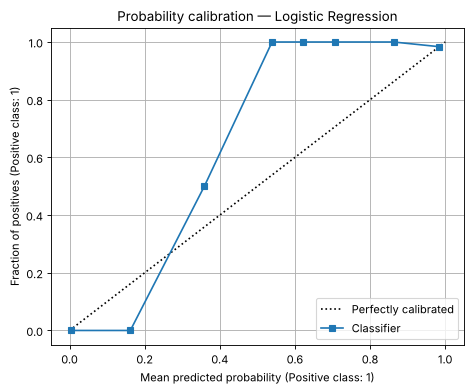 Probability calibration — Logistic Regression
Fraction of positives (Positive class: 1)
1.0
0.8
0.6
0.4
0.2
0.0
Perfectly calibrated
Classifier
0.0 0.2 0.4 0.6 0.8 1.0
Mean predicted probability (Positive class: 1)